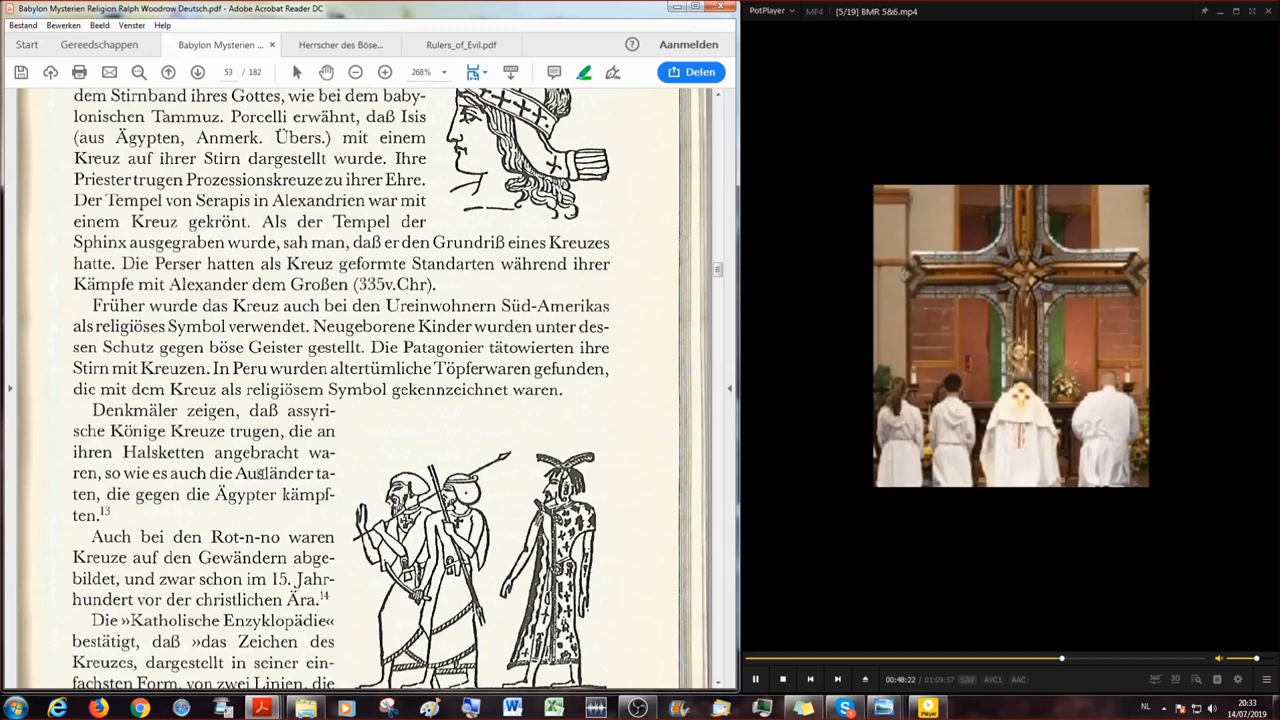 Babylon Mysterien Religion Ralph Woodrow Deutsch.pdf - Adobe Acrobat Reader DC
Bestand Bewerken Beeld Venster Help
Start Gereedschappen Babylon Mysterien ... × Herrscher des Böse... Rulers_of_Evil.pdf Aanmelden
53 / 182 268% Delen
dem Stirnband ihres Gottes, wie bei dem baby-
lonischen Tammuz. Porcelli erwähnt, daß Isis
(aus Ägypten, Anmerk. Übers.) mit einem
Kreuz auf ihrer Stirn dargestellt wurde. Ihre
Priester trugen Prozessionskreuze zu ihrer Ehre.
Der Tempel von Serapis in Alexandrien war mit
einem Kreuz gekrönt. Als der Tempel der
Sphinx ausgegraben wurde, sah man, daß er den Grundriß eines Kreuzes
hatte. Die Perser hatten als Kreuz geformte Standarten während ihrer
Kämpfe mit Alexander dem Großen (335v.Chr).
Früher wurde das Kreuz auch bei den Ureinwohnern Süd-Amerikas
als religiöses Symbol verwendet. Neugeborene Kinder wurden unter des-
sen Schutz gegen böse Geister gestellt. Die Patagonier tätowierten ihre
Stirn mit Kreuzen. In Peru wurden altertümliche Töpferwaren gefunden,
die mit dem Kreuz als religiösem Symbol gekennzeichnet waren.
Denkmäler zeigen, daß assyri-
sche Könige Kreuze trugen, die an
ihren Halsketten angebracht wa-
ren, so wie es auch die Ausländer ta-
ten, die gegen die Ägypter kämpf-
ten.13
Auch bei den Rot-n-no waren
Kreuze auf den Gewändern abge-
bildet, und zwar schon im 15. Jahr-
hundert vor der christlichen Ära.14
Die »Katholische Enzyklopädie«
bestätigt, daß »das Zeichen des
Kreuzes, dargestellt in seiner ein-
fachsten Form, von zwei Linien, die
PotPlayer MP4 [5/19] BMR 5&6.mp4
00:48:22 / 01:09:57 S/W AVC1 AAC
3D
NL 20:33
14/07/2019